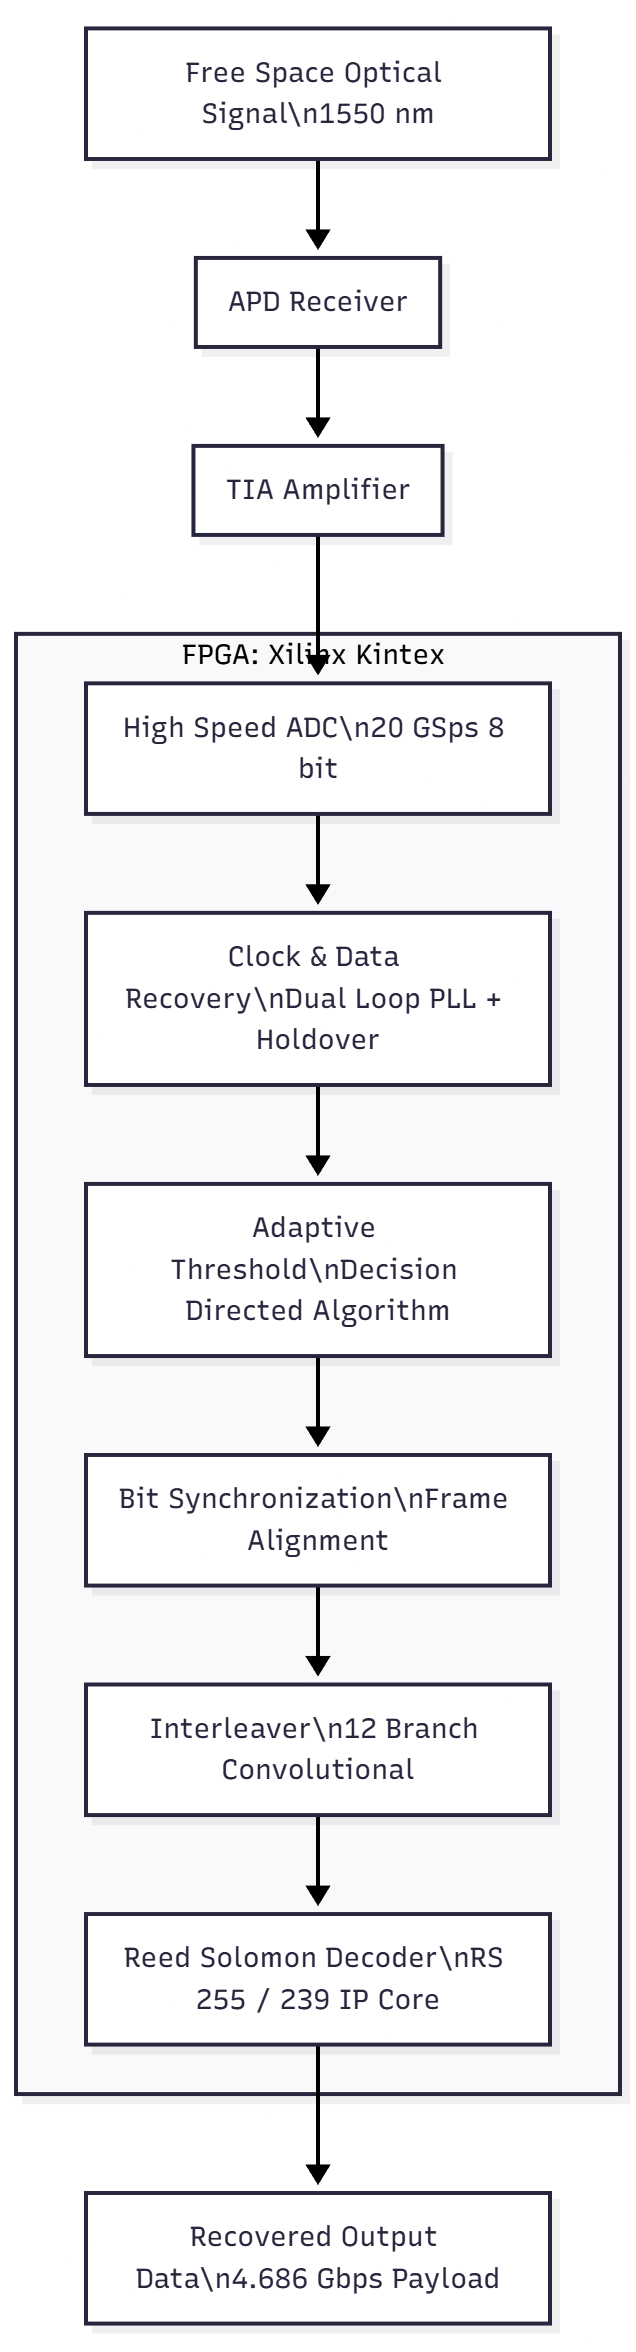 Free Space Optical
Signal\n1550 nm
APD Receiver
TIA Amplifier
FPGA: Xilinx Kintex
High Speed ADC\n20 GSps 8
bit
Clock & Data
Recovery\nDual Loop PLL +
Holdover
Adaptive
Threshold\nDecision
Directed Algorithm
Bit Synchronization\nFrame
Alignment
Interleaver\n12 Branch
Convolutional
Reed Solomon Decoder\nRS
255 / 239 IP Core
Recovered Output
Data\n4.686 Gbps Payload